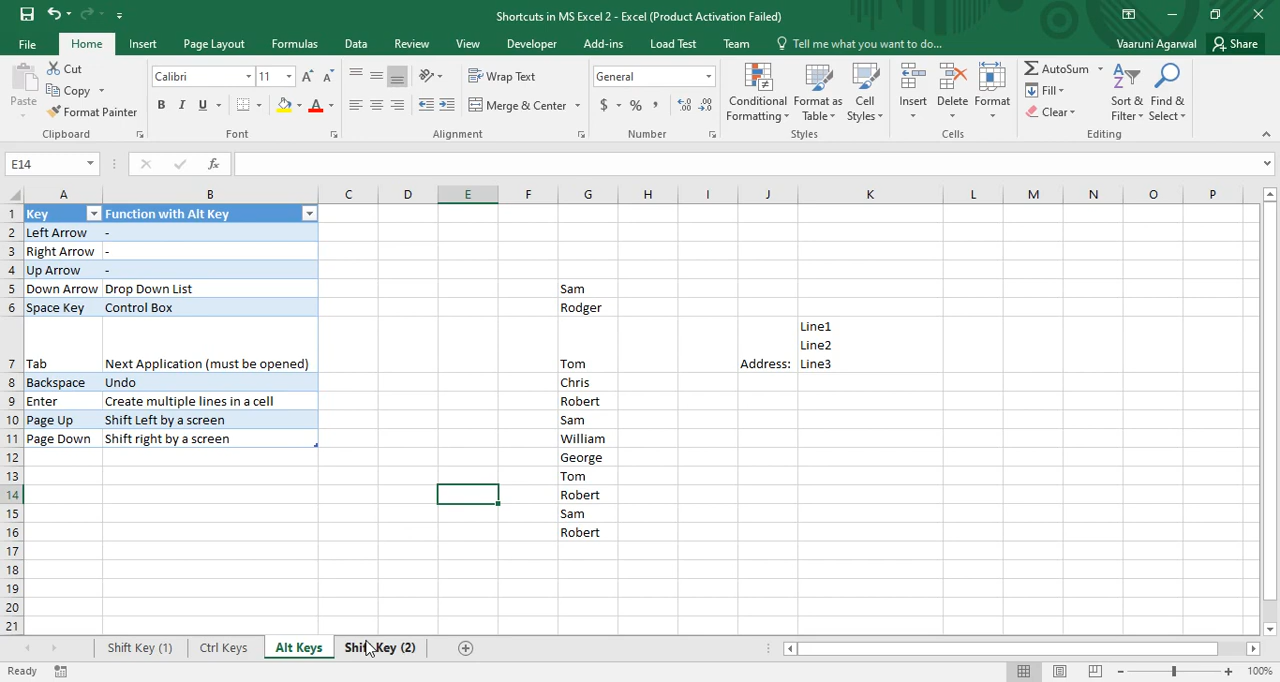 Shortcuts in MS Excel 2 - Excel (Product Activation Failed)
File Home Insert Page Layout Formulas Data Review View Developer Add-ins Load Test Team Tell me what you want to do... Vaaruni Agarwal Share
Paste Cut Copy Format Painter Clipboard
Calibri 11 B I U A Font
Wrap Text Merge & Center Alignment
General $ % , Number
Conditional Formatting Format as Table Cell Styles Styles
Insert Delete Format Cells
AutoSum Fill Clear Sort & Filter Find & Select Editing
E14 fx
A B C D E F G H I J K L M N O P
1 Key Function with Alt Key
2 Left Arrow -
3 Right Arrow -
4 Up Arrow -
5 Down Arrow Drop Down List Sam
6 Space Key Control Box Rodger
Line1
Line2
7 Tab Next Application (must be opened) Tom Address: Line3
8 Backspace Undo Chris
9 Enter Create multiple lines in a cell Robert
10 Page Up Shift Left by a screen Sam
11 Page Down Shift right by a screen William
12 George
13 Tom
14 Robert
15 Sam
16 Robert
17
18
19
20
21
Shift Key (1) Ctrl Keys Alt Keys Shift Key (2)
Ready 100%